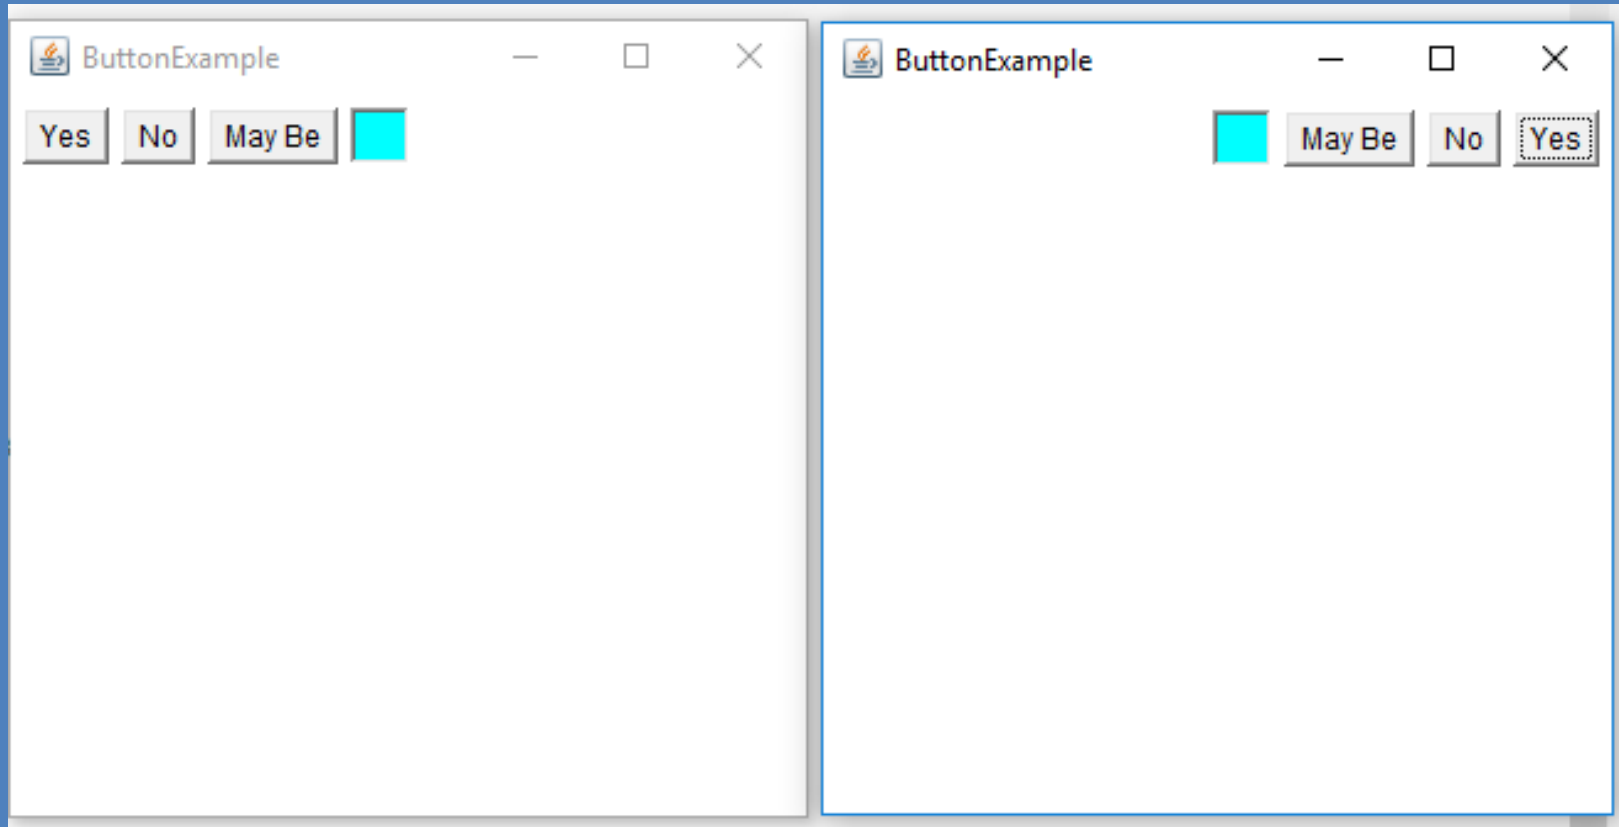 ButtonExample
Yes No May Be
ButtonExample
May Be No Yes